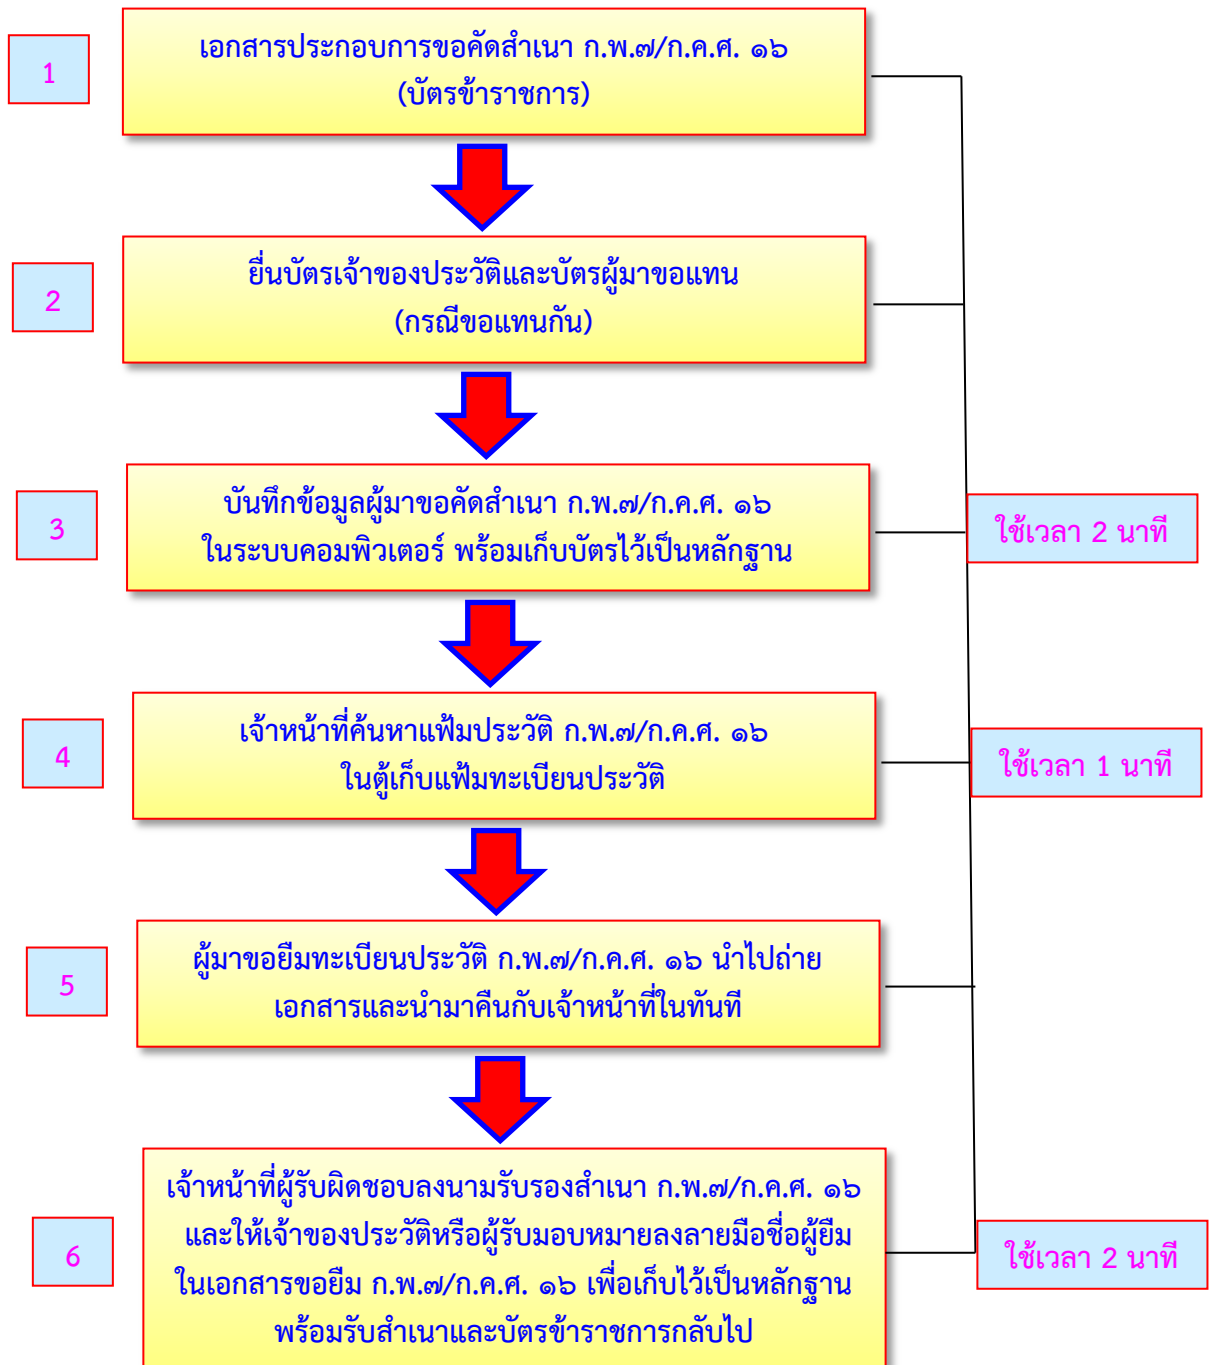 1
เอกสารประกอบการขอคัดสำเนา ก.พ.๗/ก.ค.ศ. ๑๖
(บัตรข้าราชการ)
2
ยื่นบัตรเจ้าของประวัติและบัตรผู้มาขอแทน
(กรณีขอแทนกัน)
3
บันทึกข้อมูลผู้มาขอคัดสำเนา ก.พ.๗/ก.ค.ศ. ๑๖
ในระบบคอมพิวเตอร์ พร้อมเก็บบัตรไว้เป็นหลักฐาน
ใช้เวลา 2 นาที
4
เจ้าหน้าที่ค้นหาแฟ้มประวัติ ก.พ.๗/ก.ค.ศ. ๑๖
ในตู้เก็บแฟ้มทะเบียนประวัติ
ใช้เวลา 1 นาที
5
ผู้มาขอยืมทะเบียนประวัติ ก.พ.๗/ก.ค.ศ. ๑๖ นำไปถ่าย
เอกสารและนำมาคืนกับเจ้าหน้าที่ในทันที
6
เจ้าหน้าที่ผู้รับผิดชอบลงนามรับรองสำเนา ก.พ.๗/ก.ค.ศ. ๑๖
และให้เจ้าของประวัติหรือผู้รับมอบหมายลงลายมือชื่อผู้ยืม
ในเอกสารขอยืม ก.พ.๗/ก.ค.ศ. ๑๖ เพื่อเก็บไว้เป็นหลักฐาน
พร้อมรับสำเนาและบัตรข้าราชการกลับไป
ใช้เวลา 2 นาที